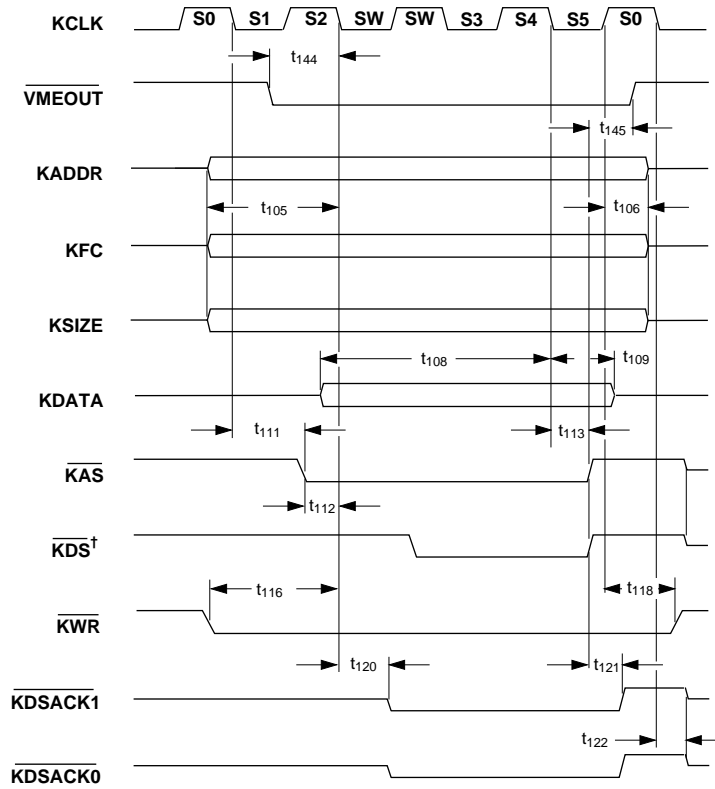 KCLK S0 S1 S2 SW SW S3 S4 S5 S0
t144
VMEOUT
t145
KADDR
t105 t106
KFC
KSIZE
t108 t109
KDATA
t111 t113
KAS
t112
KDS†
t116 t118
KWR
t120 t121
KDSACK1
t122
KDSACK0